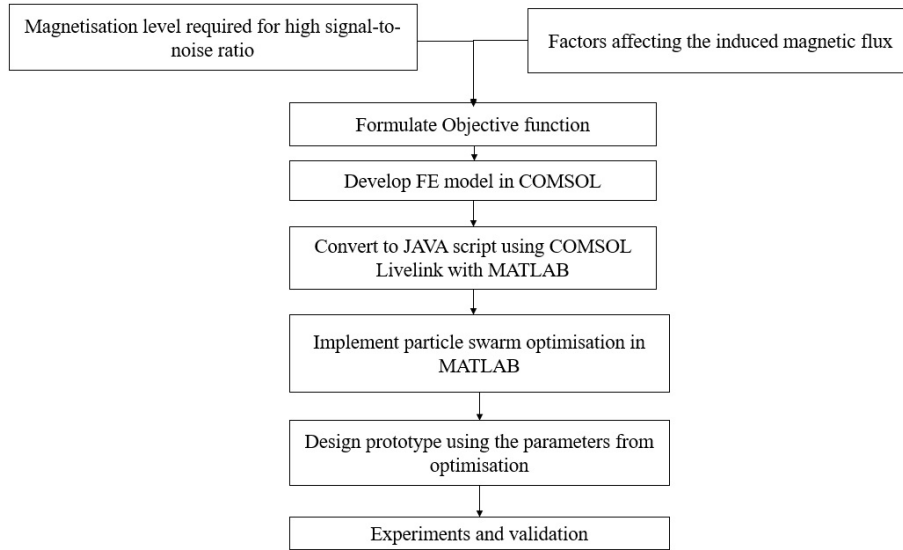 Magnetisation level required for high signal-to-
noise ratio
Factors affecting the induced magnetic flux
Formulate Objective function
Develop FE model in COMSOL
Convert to JAVA script using COMSOL
Livelink with MATLAB
Implement particle swarm optimisation in
MATLAB
Design prototype using the parameters from
optimisation
Experiments and validation